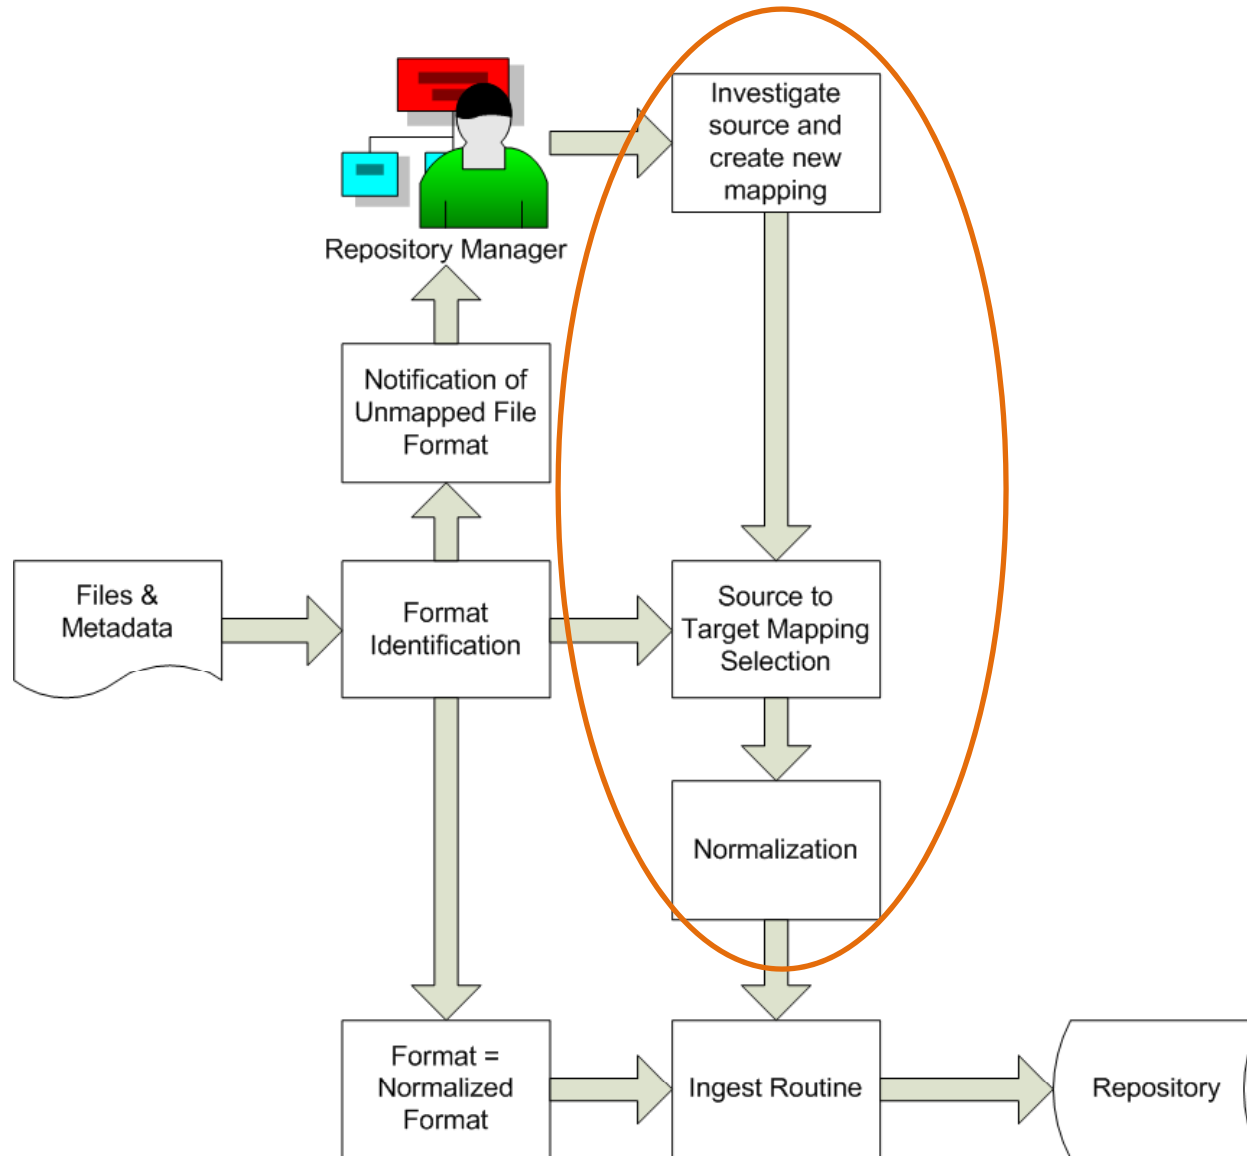 Investigate
source and
create new
mapping
Repository Manager
Notification of
Unmapped File
Format
Files &
Metadata
Format
Identification
Source to
Target Mapping
Selection
Normalization
Format =
Normalized
Format
Ingest Routine
Repository